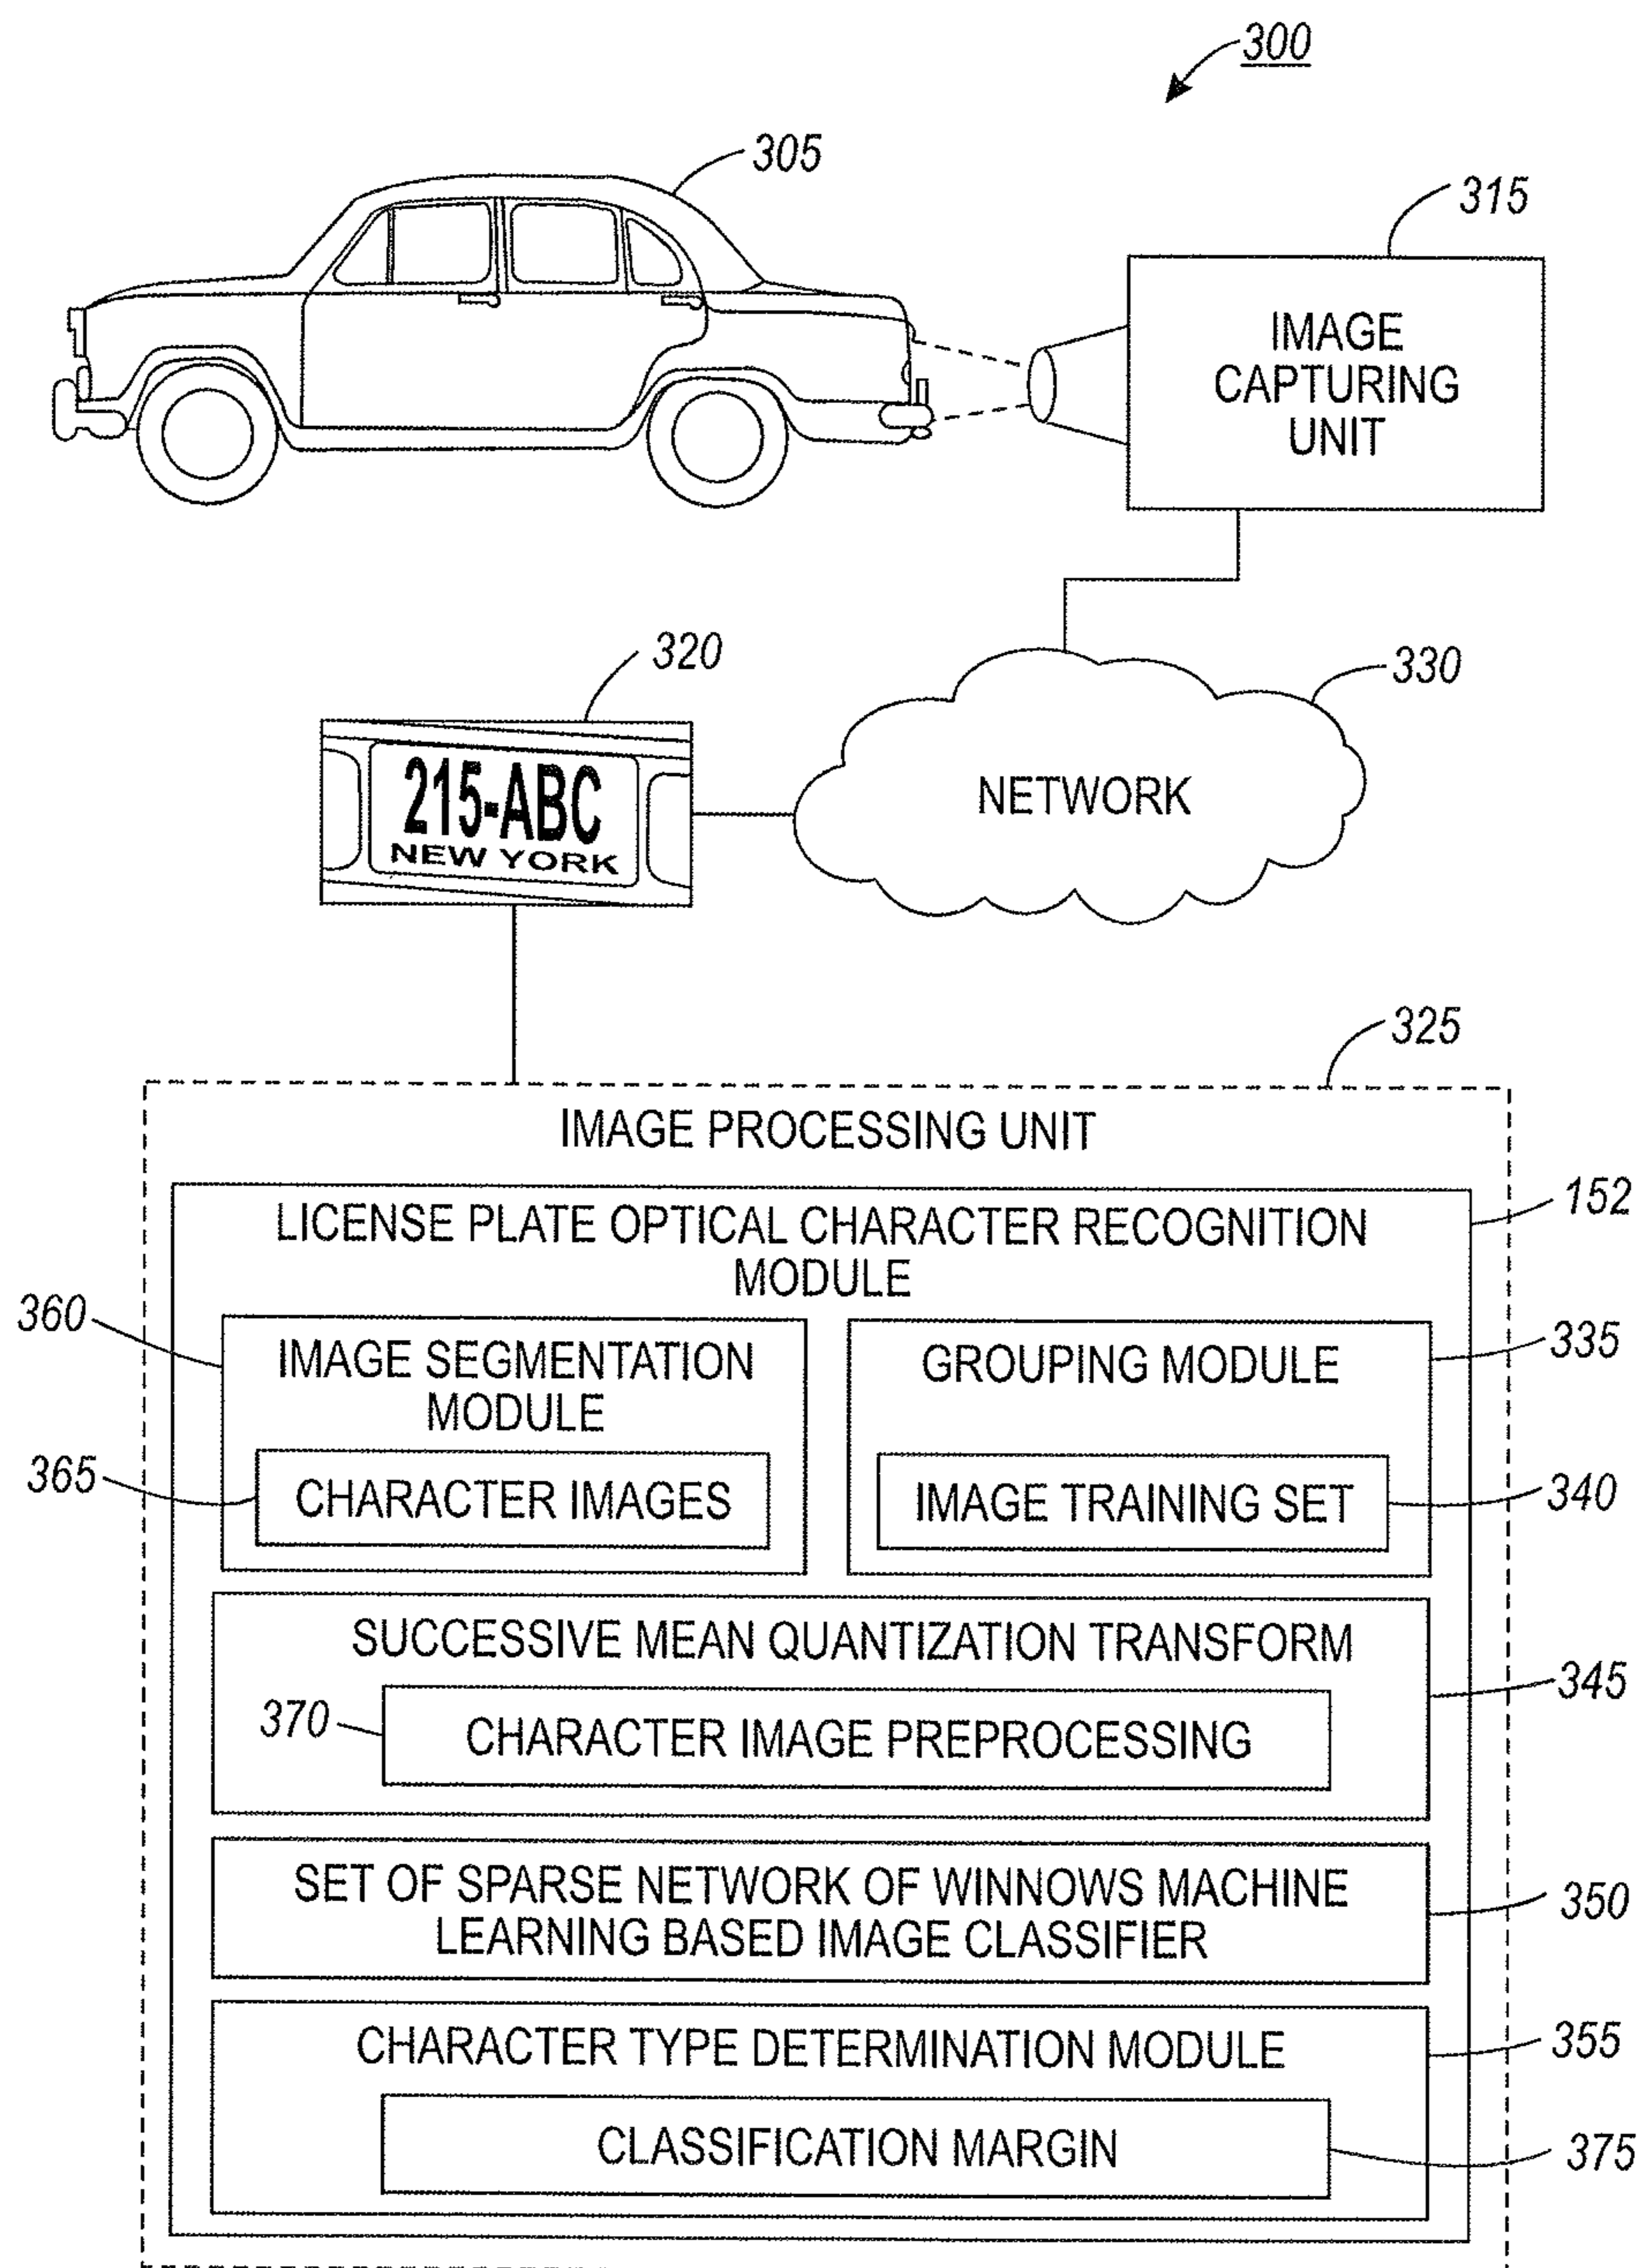 300
305
315
IMAGE
CAPTURING
UNIT
320
330
215-ABC
NEW YORK
NETWORK
325
IMAGE PROCESSING UNIT
152
LICENSE PLATE OPTICAL CHARACTER RECOGNITION
MODULE
360
335
IMAGE SEGMENTATION
MODULE
GROUPING MODULE
365
CHARACTER IMAGES
IMAGE TRAINING SET
340
SUCCESSIVE MEAN QUANTIZATION TRANSFORM
345
370
CHARACTER IMAGE PREPROCESSING
SET OF SPARSE NETWORK OF WINNOWS MACHINE
LEARNING BASED IMAGE CLASSIFIER
350
CHARACTER TYPE DETERMINATION MODULE
355
CLASSIFICATION MARGIN
375